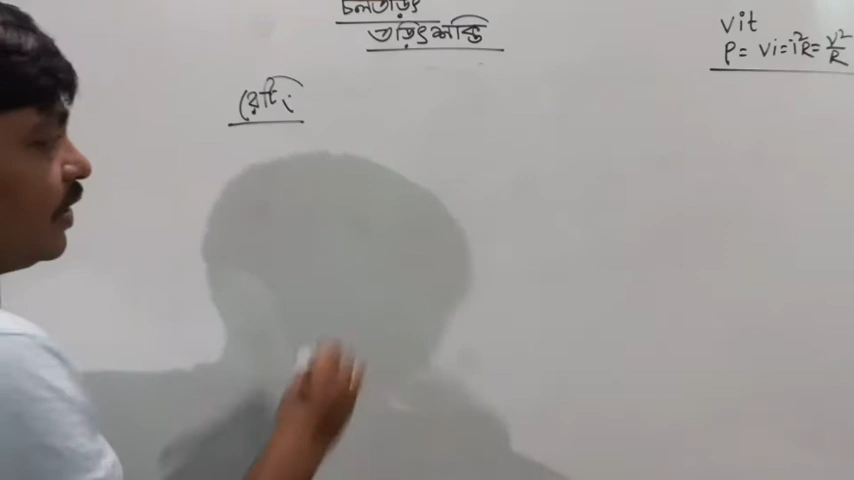 চলতড়িৎ
তড়িৎশক্তি
vit
P = vi = i²R = V²/R
রেটিং